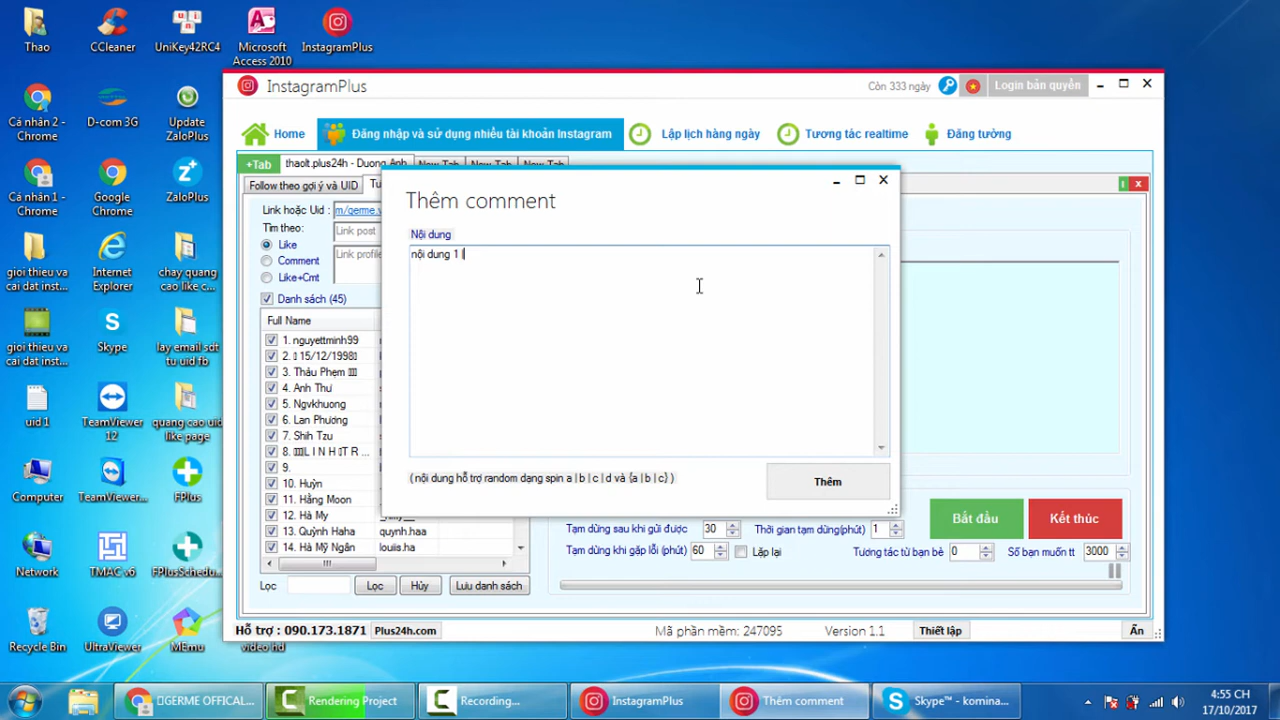 Thao
CCleaner
UniKey42RC4
Microsoft
Access 2010
InstagramPlus
Cá nhân 2 -
Chrome
D-com 3G
Update
ZaloPlus
Cá nhân 1 -
Chrome
Google
Chrome
ZaloPlus
gioi thieu va
cai dat inst...
Internet
Explorer
chay quang
cao like c...
gioi thieu va
cai dat inst...
Skype
lay email sdt
tu uid fb
uid 1
TeamViewer
12
quang cao uid
like page
Computer
TeamViewer...
FPlus
Network
TMAC v6
FPlusSchedu...
Recycle Bin
UltraViewer
MEmu
video hd
InstagramPlus
Còn 333 ngày
Login bản quyền
Home
Đăng nhập và sử dụng nhiều tài khoản Instagram
Lập lịch hàng ngày
Tương tác realtime
Đăng tường
+Tab
thaolt.plus24h - Duong Anh
New Tab
New Tab
New Tab
Follow theo gợi ý và UID
Link hoặc Uid :
Tìm theo:
Link post
Like
Link profile
Comment
Like+Cmt
Danh sách (45)
Full Name
1. nguyettminh99
2. 15/12/1998
3. Thảu Phẹm
4. Anh Thư
5. Ngvkhuong
6. Lan Phương
7. Shih Tzu
8. L I N H T R ...
9.
10. Huỳn
11. Hằng Moon
12. Hà My
13. Quỳnh Haha quynh.haa
14. Hà Mỹ Ngân louiis.ha
Lọc
Lọc
Hủy
Lưu danh sách
Thêm comment
Nội dung
nội dung 1 |
( nội dung hỗ trợ random dạng spin a | b | c | d và {a | b | c} )
Thêm
Bắt đầu
Kết thúc
Tạm dừng sau khi gửi được 30
Thời gian tạm dừng(phút) 1
Tạm dừng khi gặp lỗi (phút) 60
Lặp lại
Tương tác từ bạn bè 0
Số bạn muốn tt 3000
Hỗ trợ : 090.173.1871
Plus24h.com
Mã phần mềm: 247095
Version 1.1
Thiết lập
Ẩn
GERME OFFICAL...
Rendering Project
Recording...
InstagramPlus
Thêm comment
Skype™ - komina...
4:55 CH
17/10/2017